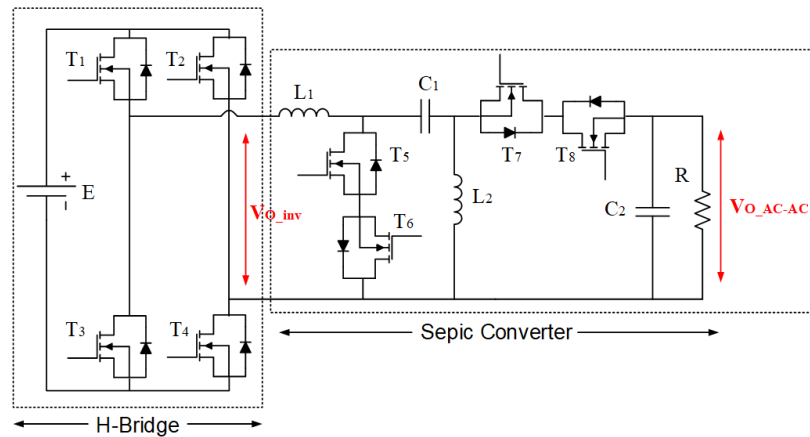 T1
T2
C1
L1
T7
T8
T5
E
+
R
L2
C2
VO_inv
VO_AC-AC
T6
T3
T4
Sepic Converter
H-Bridge